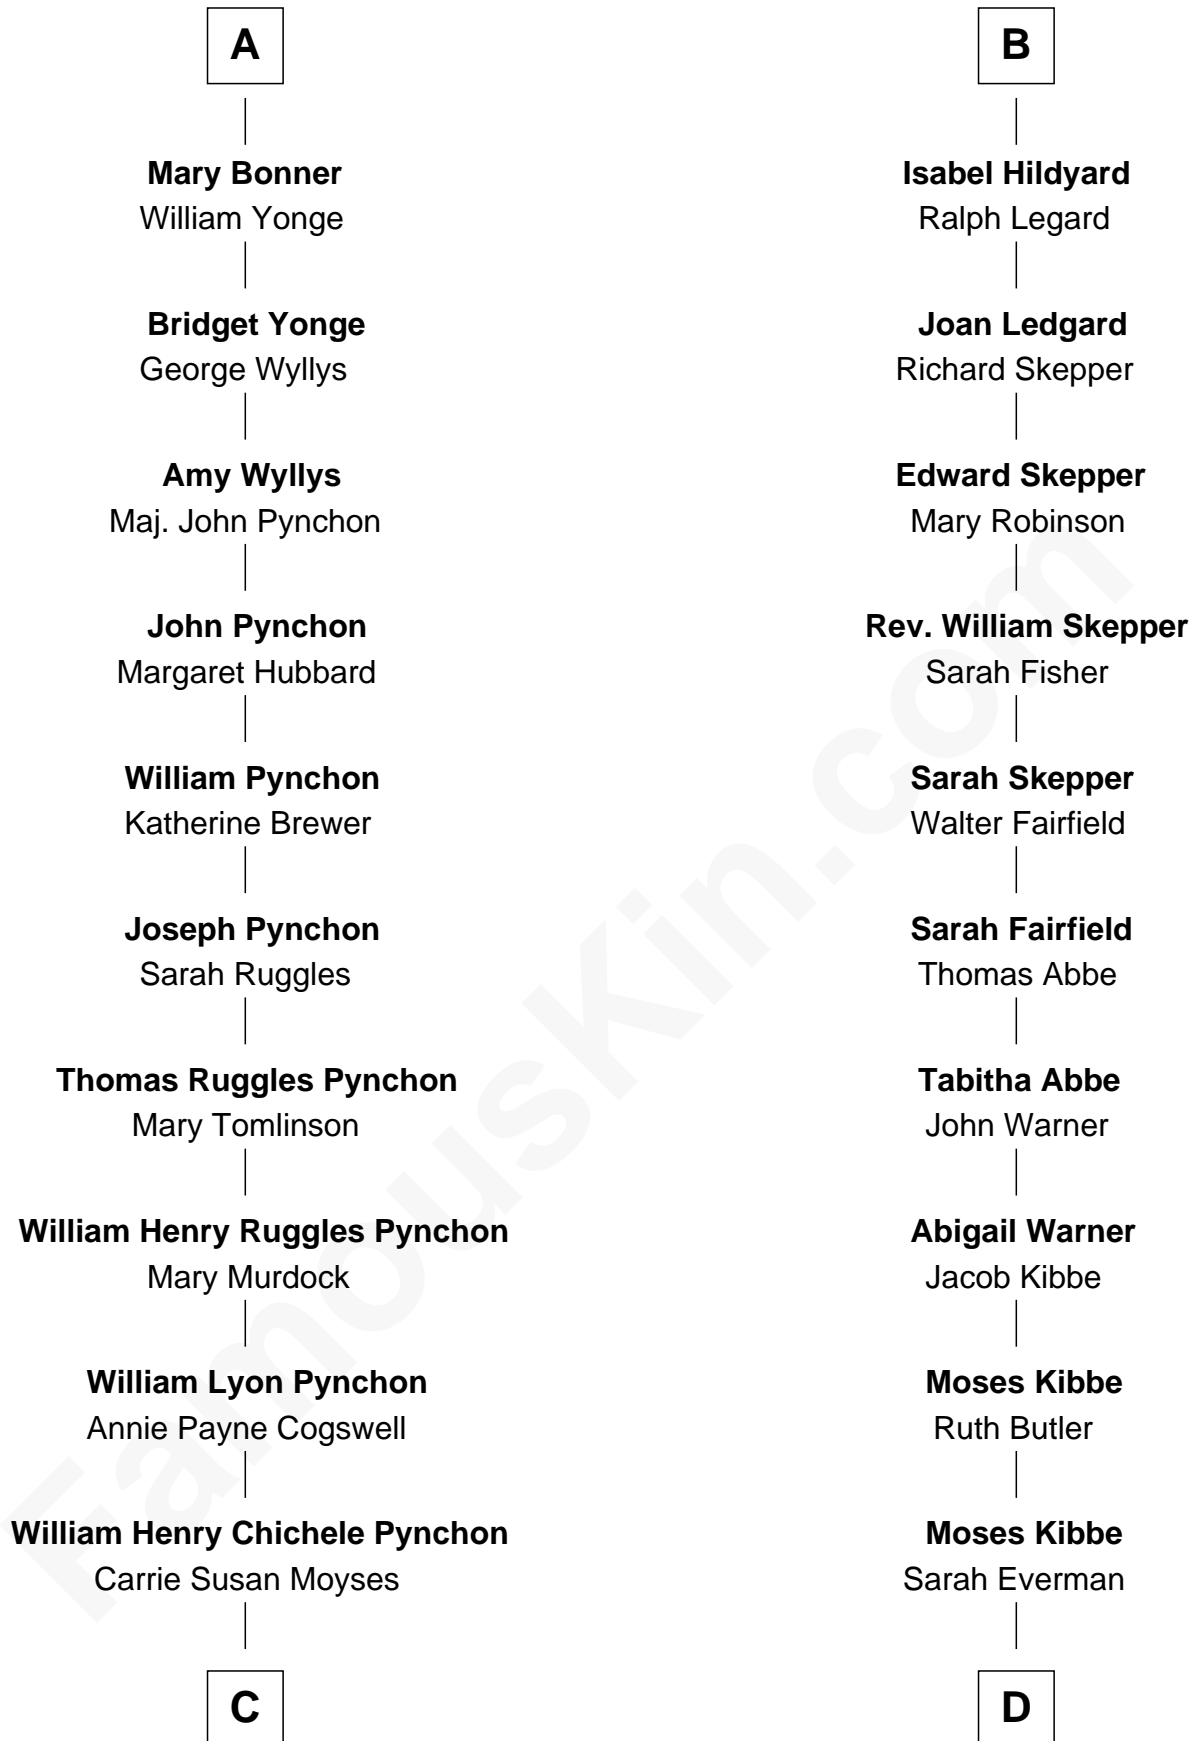 A
Mary Bonner
William Yonge
Bridget Yonge
George Wyllys
Amy Wyllys
Maj. John Pynchon
John Pynchon
Margaret Hubbard
William Pynchon
Katherine Brewer
Joseph Pynchon
Sarah Ruggles
Thomas Ruggles Pynchon
Mary Tomlinson
William Henry Ruggles Pynchon
Mary Murdock
William Lyon Pynchon
Annie Payne Cogswell
William Henry Chichele Pynchon
Carrie Susan Moyses
C
B
Isabel Hildyard
Ralph Legard
Joan Ledgard
Richard Skepper
Edward Skepper
Mary Robinson
Rev. William Skepper
Sarah Fisher
Sarah Skepper
Walter Fairfield
Sarah Fairfield
Thomas Abbe
Tabitha Abbe
John Warner
Abigail Warner
Jacob Kibbe
Moses Kibbe
Ruth Butler
Moses Kibbe
Sarah Everman
D
FamousKin.com